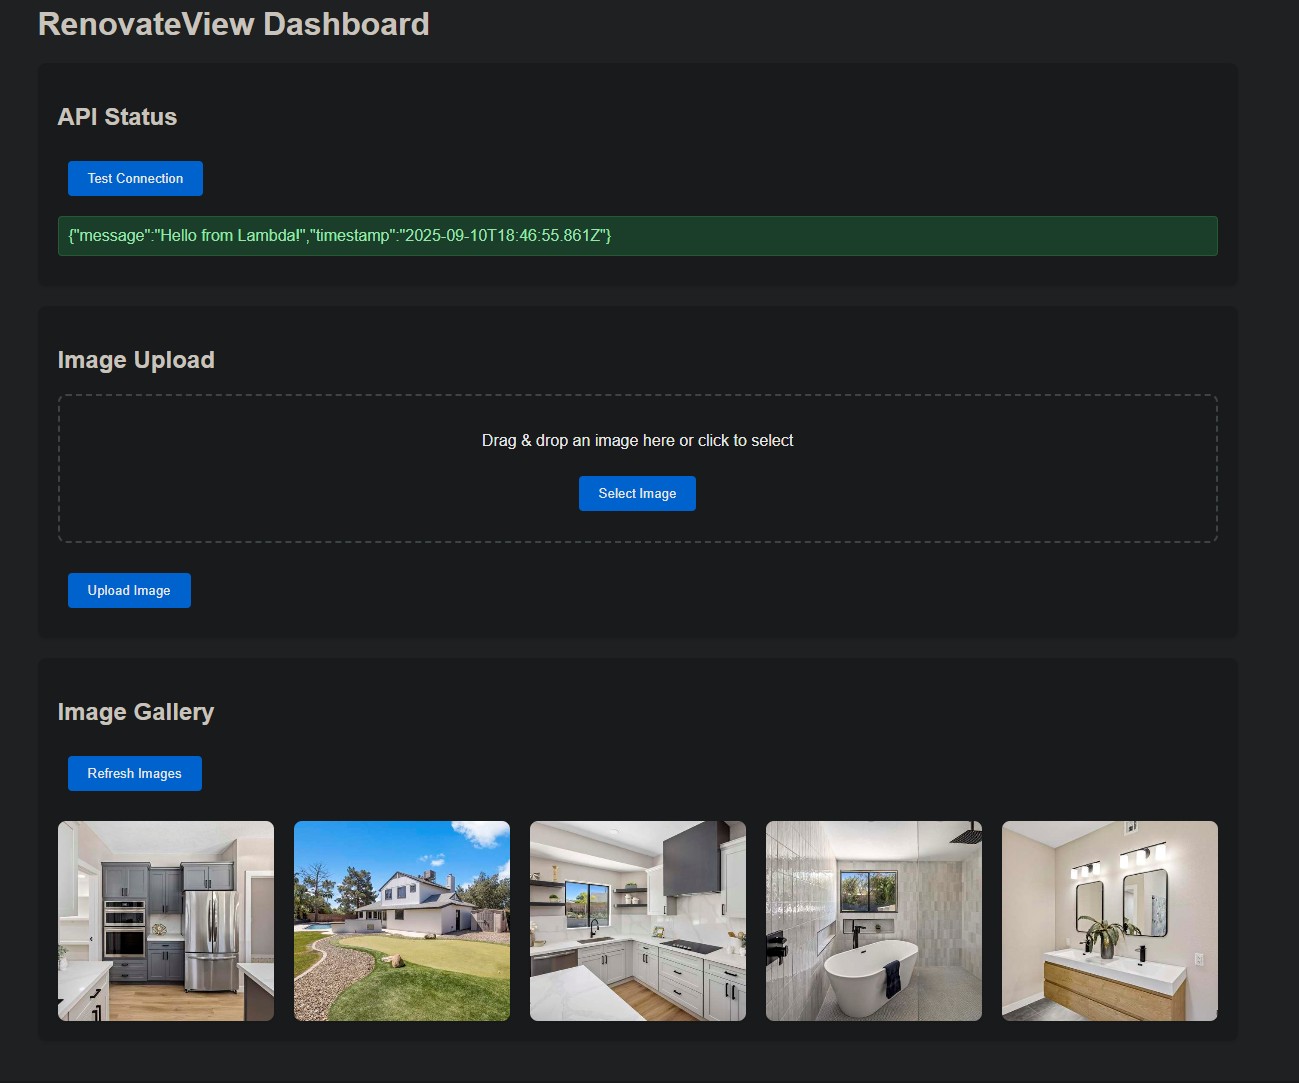 RenovateView Dashboard
API Status
Test Connection
{"message":"Hello from Lambda!","timestamp":"2025-09-10T18:46:55.861Z"}
Image Upload
Drag & drop an image here or click to select
Select Image
Upload Image
Image Gallery
Refresh Images